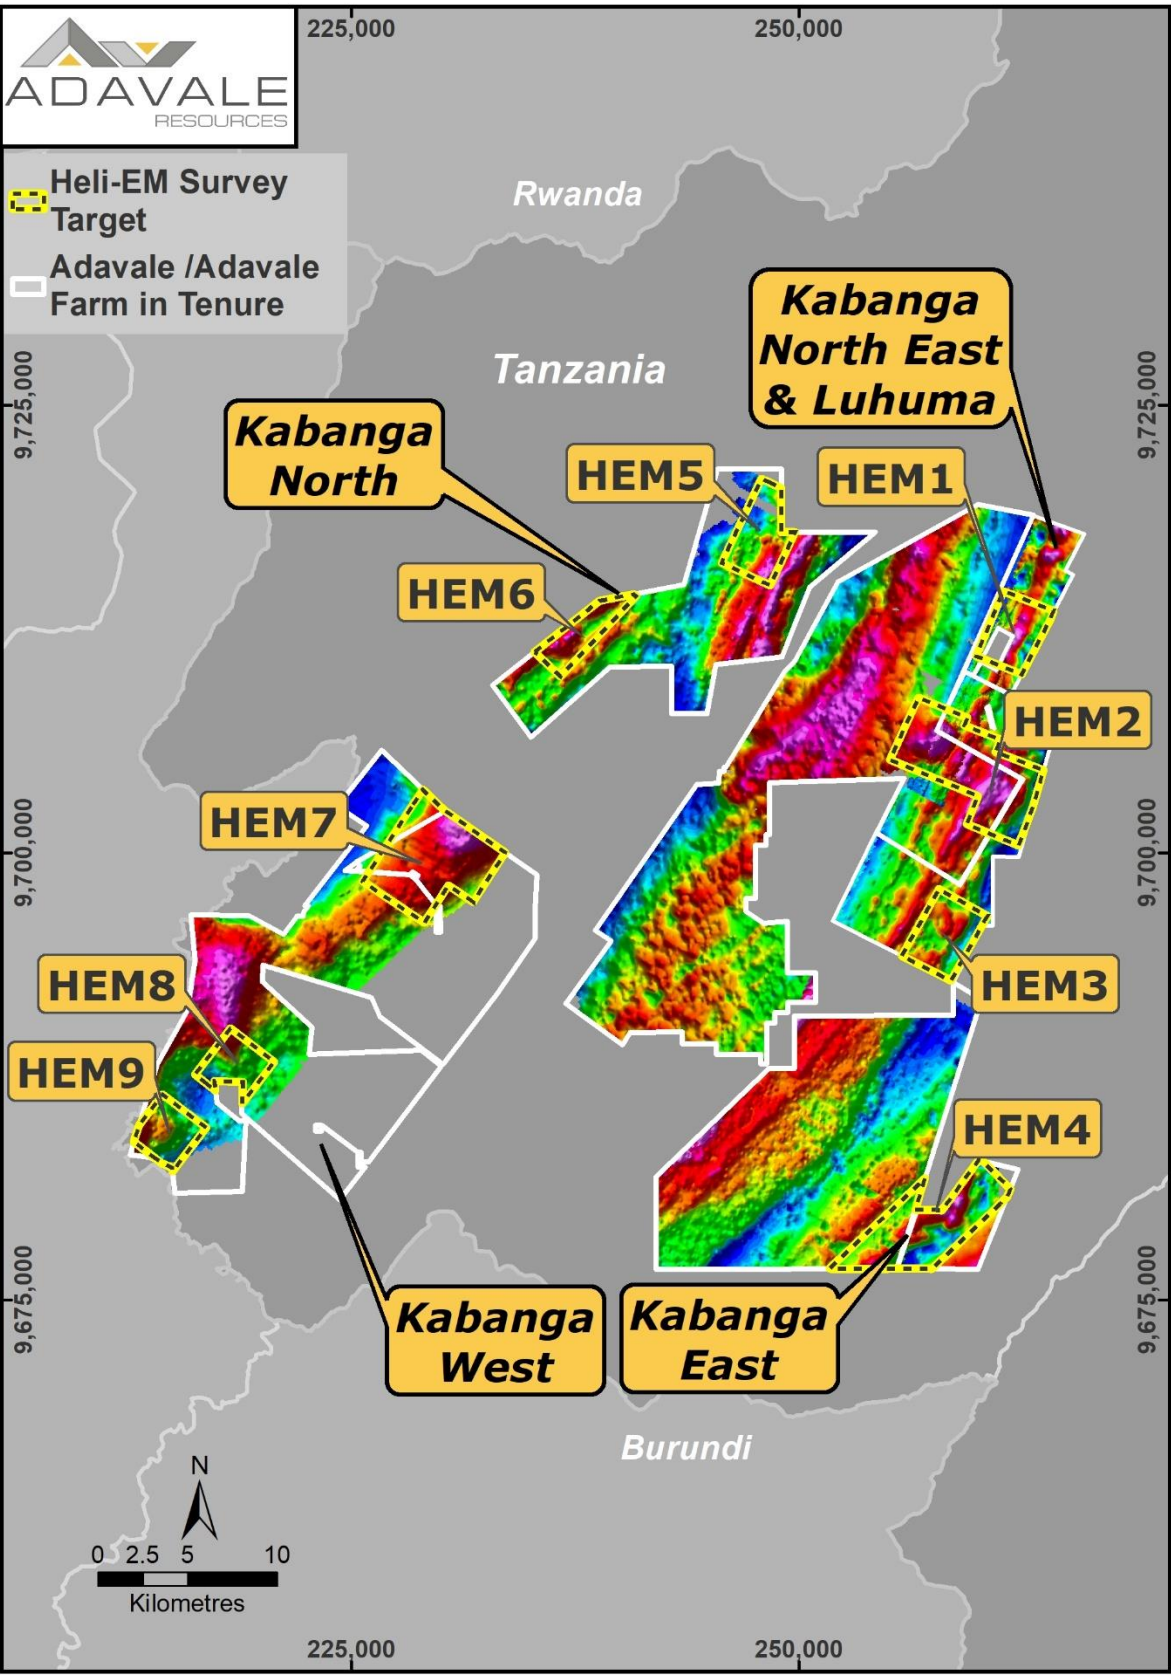 225,000
250,000
ADAVALE
RESOURCES
Heli-EM Survey
Target
Adavale /Adavale
Farm in Tenure
Rwanda
Tanzania
Kabanga
North East
& Luhuma
9,725,000
9,725,000
Kabanga
North
HEM5
HEM1
HEM6
HEM2
HEM7
9,700,000
9,700,000
HEM8
HEM3
HEM9
HEM4
9,675,000
9,675,000
Kabanga
West
Kabanga
East
Burundi
N
0 2.5 5 10
Kilometres
225,000
250,000